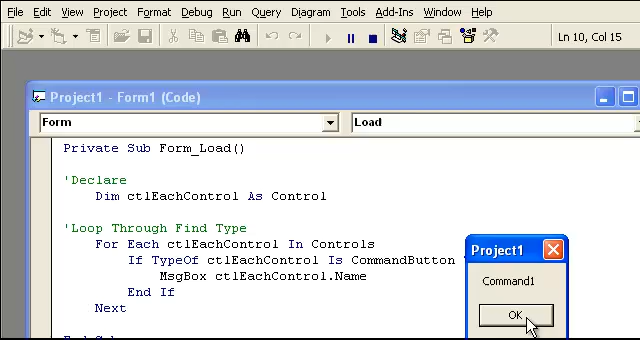 File Edit View Project Format Debug Run Query Diagram Tools Add-Ins Window Help
Ln 10, Col 15
Project1 - Form1 (Code)
Form Load
Private Sub Form_Load()
'Declare
Dim ctlEachControl As Control
'Loop Through Find Type
For Each ctlEachControl In Controls
If TypeOf ctlEachControl Is CommandButton
MsgBox ctlEachControl.Name
End If
Next
Project1
Command1
OK